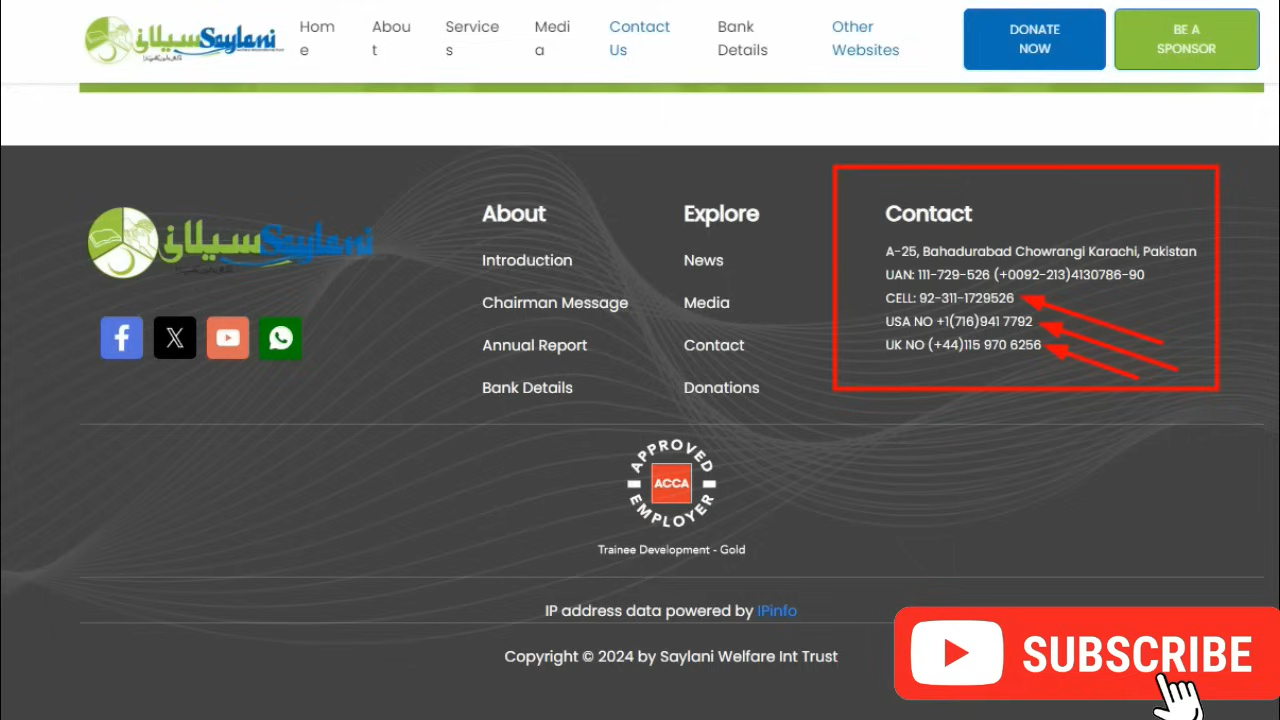 سیلانی Saylani
Hom
e
Abou
t
Service
s
Medi
a
Contact
Us
Bank
Details
Other
Websites
DONATE
NOW
BE A
SPONSOR
سیلانی Saylani
About
Introduction
Chairman Message
Annual Report
Bank Details
Explore
News
Media
Contact
Donations
Contact
A-25, Bahadurabad Chowrangi Karachi, Pakistan
UAN: 111-729-526 (+0092-213)4130786-90
CELL: 92-311-1729526
USA NO +1(716)941 7792
UK NO (+44)115 970 6256
APPROVED
ACCA
EMPLOYER
Trainee Development - Gold
IP address data powered by IPinfo
Copyright © 2024 by Saylani Welfare Int Trust
SUBSCRIBE